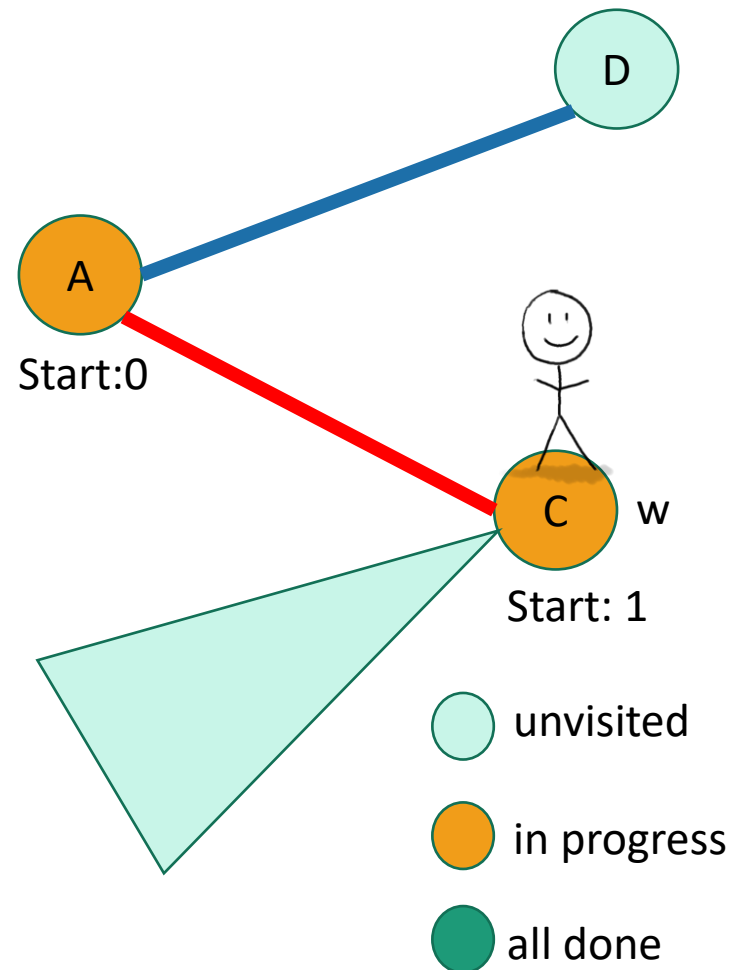 D
A
Start:0
C
w
Start: 1
unvisited
in progress
all done